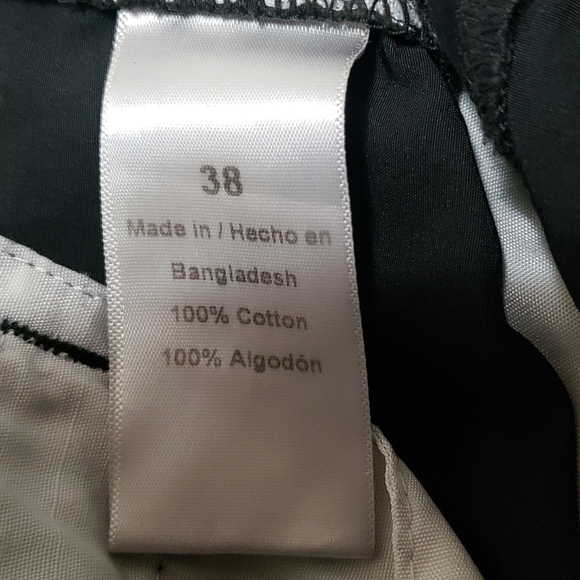 38
Made in / Hecho en
Bangladesh
100% Cotton
100% Algodón